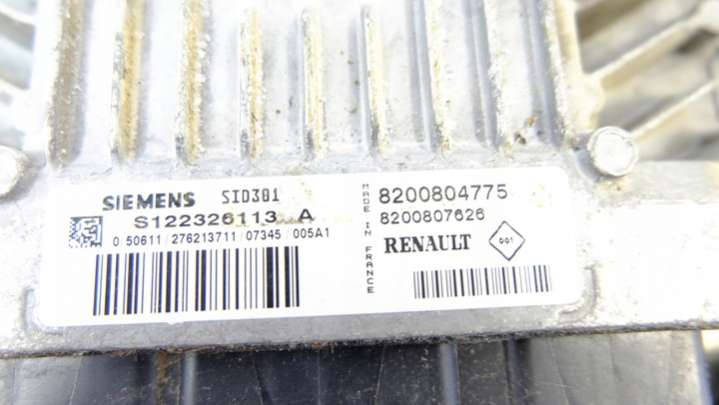 SIEMENS SID301
S122326113 A
0 50611/276213711/07345/005A1
MADE IN FRANCE
8200804775
8200807626
RENAULT 001